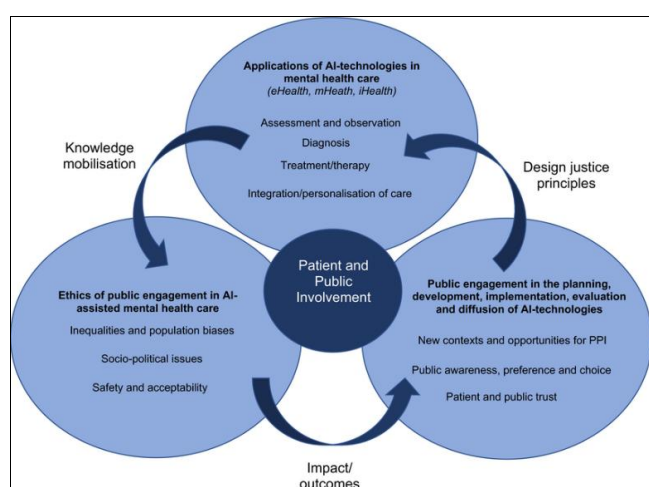 Applications of AI-technologies in
mental health care
(eHealth, mHeath, iHealth)
Assessment and observation
Diagnosis
Treatment/therapy
Integration/personalisation of care
Knowledge
mobilisation
Design justice
principles
Patient and
Public
Involvement
Ethics of public engagement in AI-
assisted mental health care
Inequalities and population biases
Socio-political issues
Safety and acceptability
Public engagement in the planning,
development, implementation, evaluation
and diffusion of AI-technologies
New contexts and opportunities for PPI
Public awareness, preference and choice
Patient and public trust
Impact/
outcomes